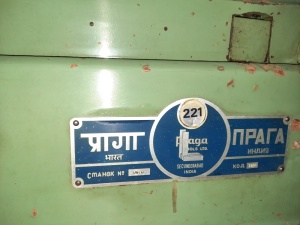 221
प्रागा
भारत
praga
TOOLS LTD.
SECUNDERABAD
INDIA
ПРАГА
ИНДИЯ
СТАНОК №
КОД